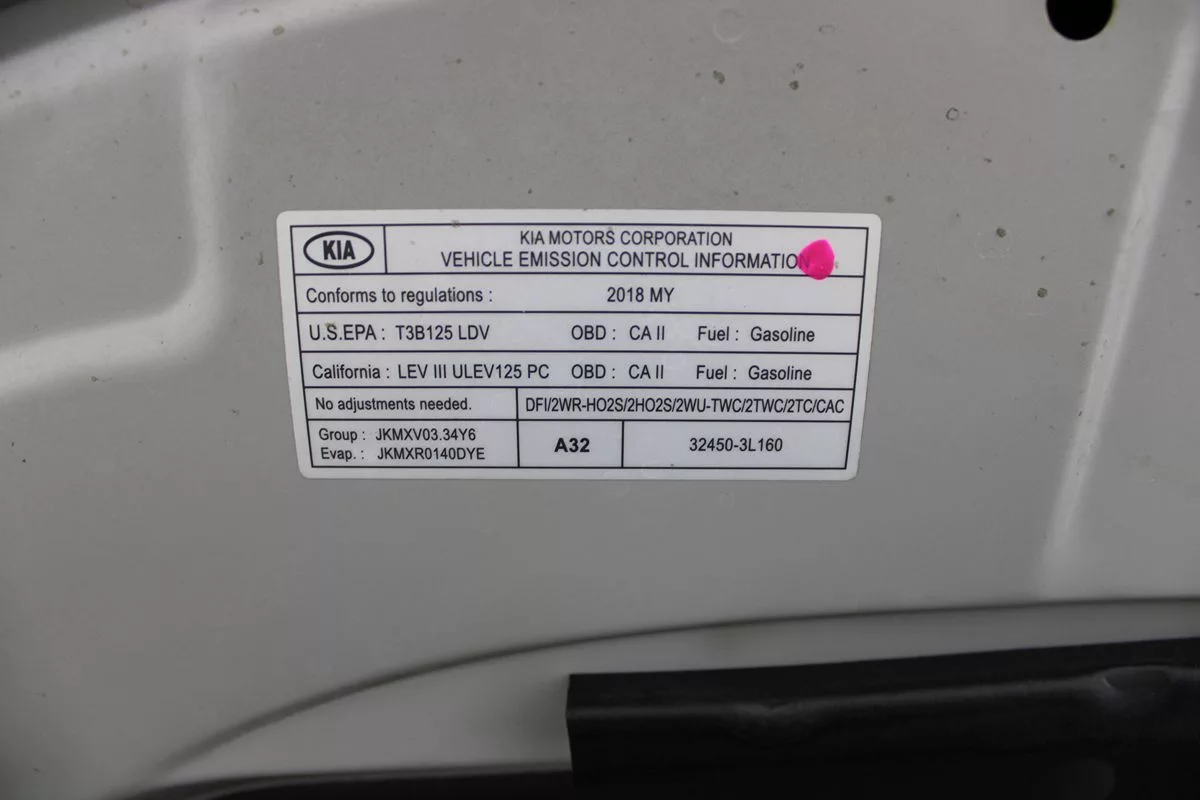 KIA
KIA MOTORS CORPORATION
VEHICLE EMISSION CONTROL INFORMATION
Conforms to regulations : 2018 MY
U.S.EPA : T3B125 LDV OBD : CA II Fuel : Gasoline
California : LEV III ULEV125 PC OBD : CA II Fuel : Gasoline
No adjustments needed. DFI/2WR-HO2S/2HO2S/2WU-TWC/2TWC/2TC/CAC
Group : JKMXV03.34Y6
Evap. : JKMXR0140DYE
A32
32450-3L160